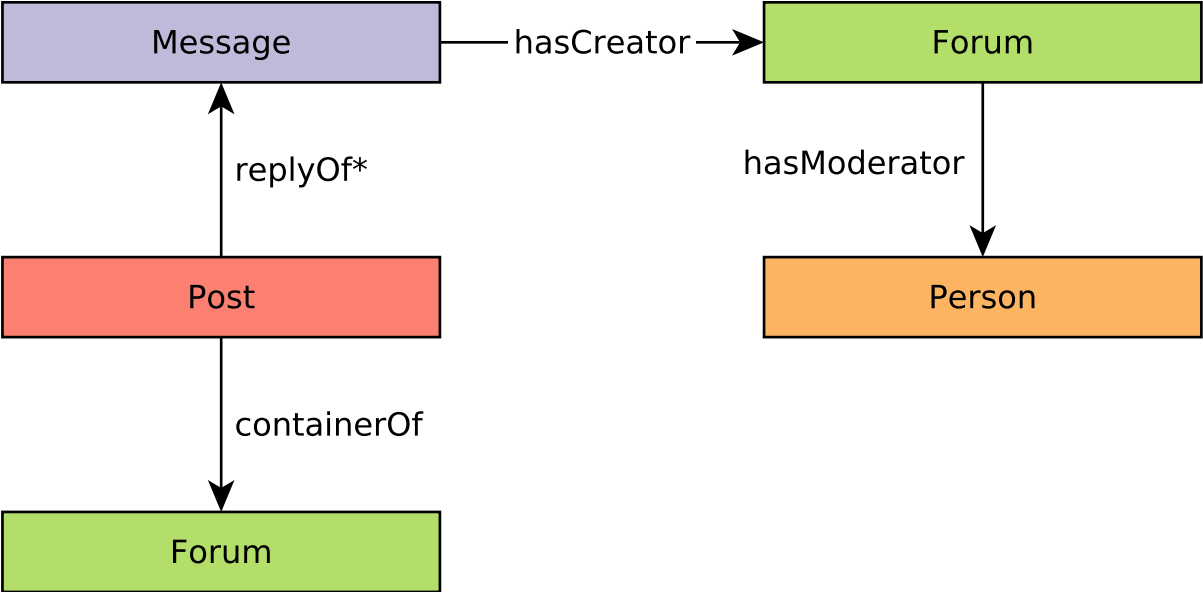 Message
hasCreator
Forum
replyOf*
hasModerator
Post
Person
containerOf
Forum